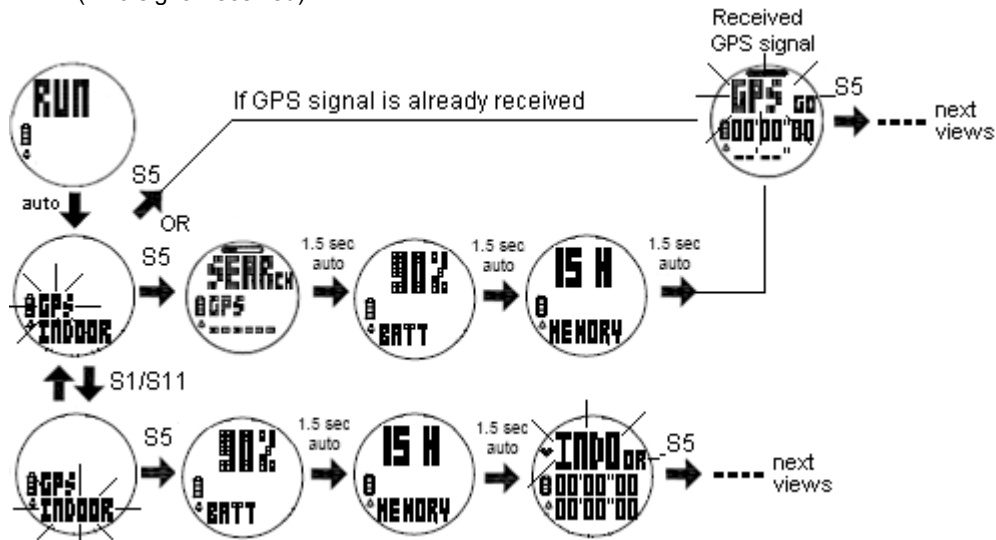 Received
GPS signal
RUN
If GPS signal is already received
GPS GO
S5
00'00"00
--'--"
next
views
S5
auto
OR
S5
1.5 sec
auto
1.5 sec
auto
1.5 sec
auto
SEARCH
GPS
90%
BATT
15 H
MEMORY
GPS
INDOOR
S1/S11
S5
1.5 sec
auto
1.5 sec
auto
S5
GPS
INDOOR
90%
BATT
15 H
MEMORY
INDOOR
00'00"00
00'00"00
next
views